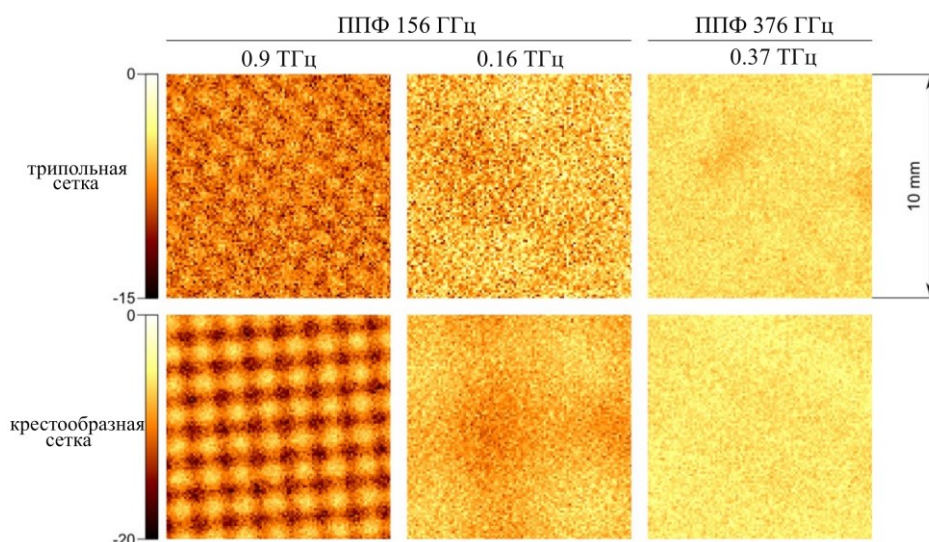 ППФ 156 ГГц ППФ 376 ГГц
0.9 ТГц 0.16 ТГц 0.37 ТГц
0
трипольная
сетка
-15
10 mm
0
крестообразная
сетка
-20